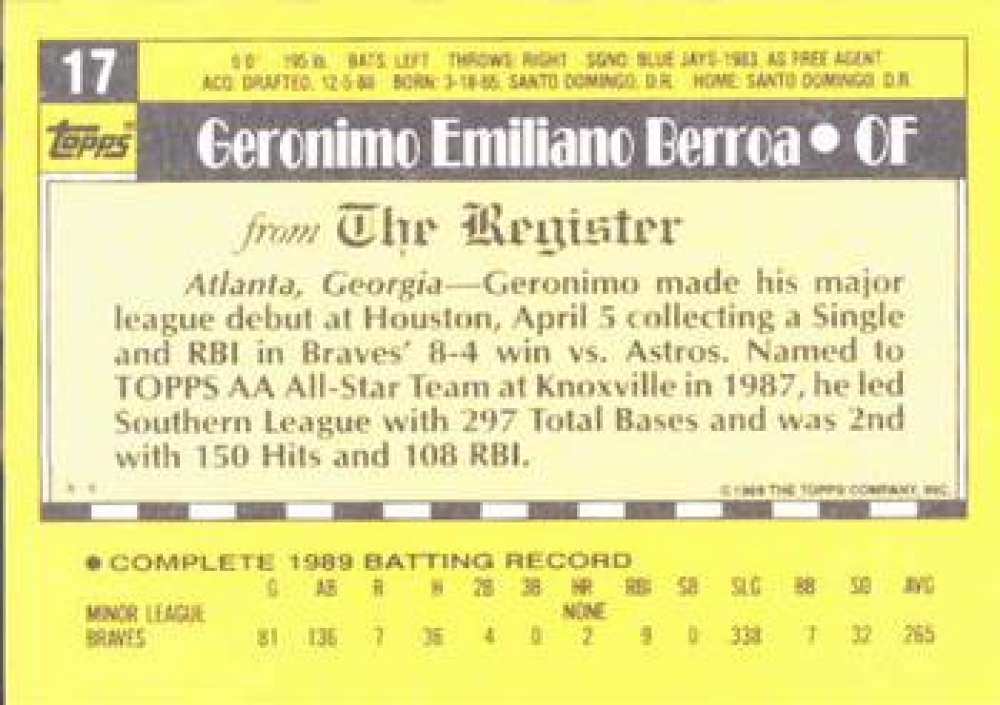 17
6'0" 195 lb. BATS: LEFT THROWS: RIGHT SGND: BLUE JAYS-1983, AS FREE AGENT
ACQ: DRAFTED, 12-5-88 BORN: 3-18-65, SANTO DOMINGO, D.R. HOME: SANTO DOMINGO, D.R.
Topps®
Geronimo Emiliano Berroa • OF
from The Register
Atlanta, Georgia—Geronimo made his major
league debut at Houston, April 5 collecting a Single
and RBI in Braves' 8-4 win vs. Astros. Named to
TOPPS AA All-Star Team at Knoxville in 1987, he led
Southern League with 297 Total Bases and was 2nd
with 150 Hits and 108 RBI.
© 1989 THE TOPPS COMPANY, INC.
• COMPLETE 1989 BATTING RECORD
G AB R H 2B 3B HR RBI SB SLG BB SO AVG
MINOR LEAGUE NONE
BRAVES 81 136 7 36 4 0 2 9 0 .338 7 32 .265